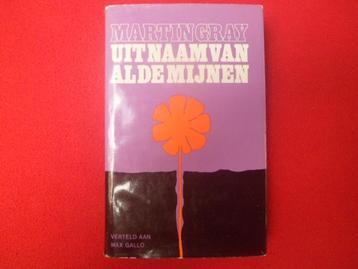 MARTIN GRAY
UIT NAAM VAN
AL DE MIJNEN
VERTELD AAN
MAX GALLO